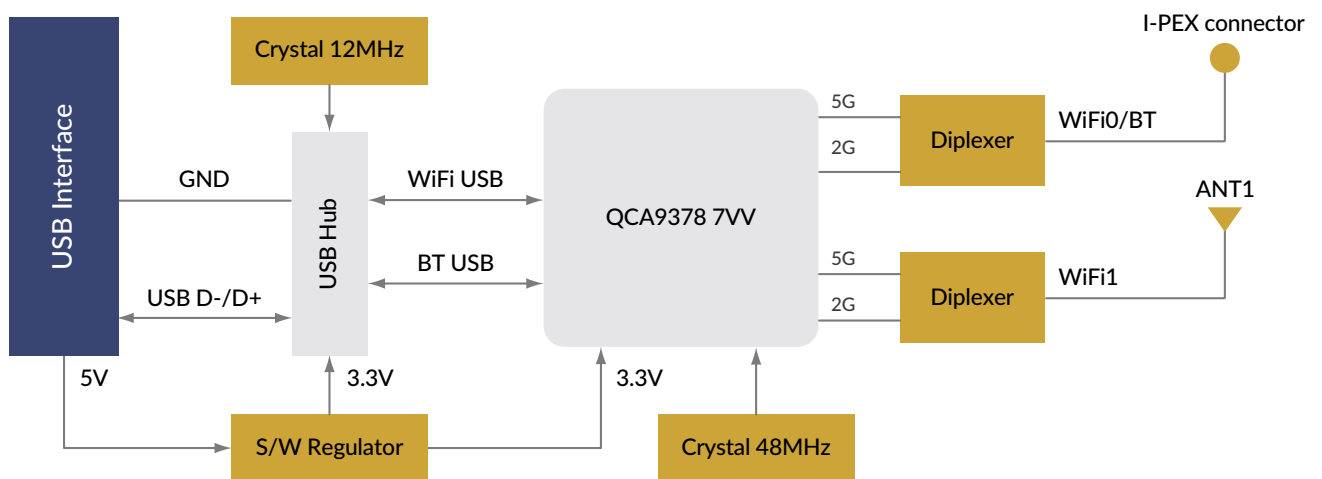 I-PEX connector
Crystal 12MHz
USB Interface
GND
USB Hub
WiFi USB
QCA9378 7VV
5G
2G
Diplexer
WiFi0/BT
ANT1
BT USB
USB D-/D+
5G
2G
Diplexer
WiFi1
5V
3.3V
3.3V
S/W Regulator
Crystal 48MHz